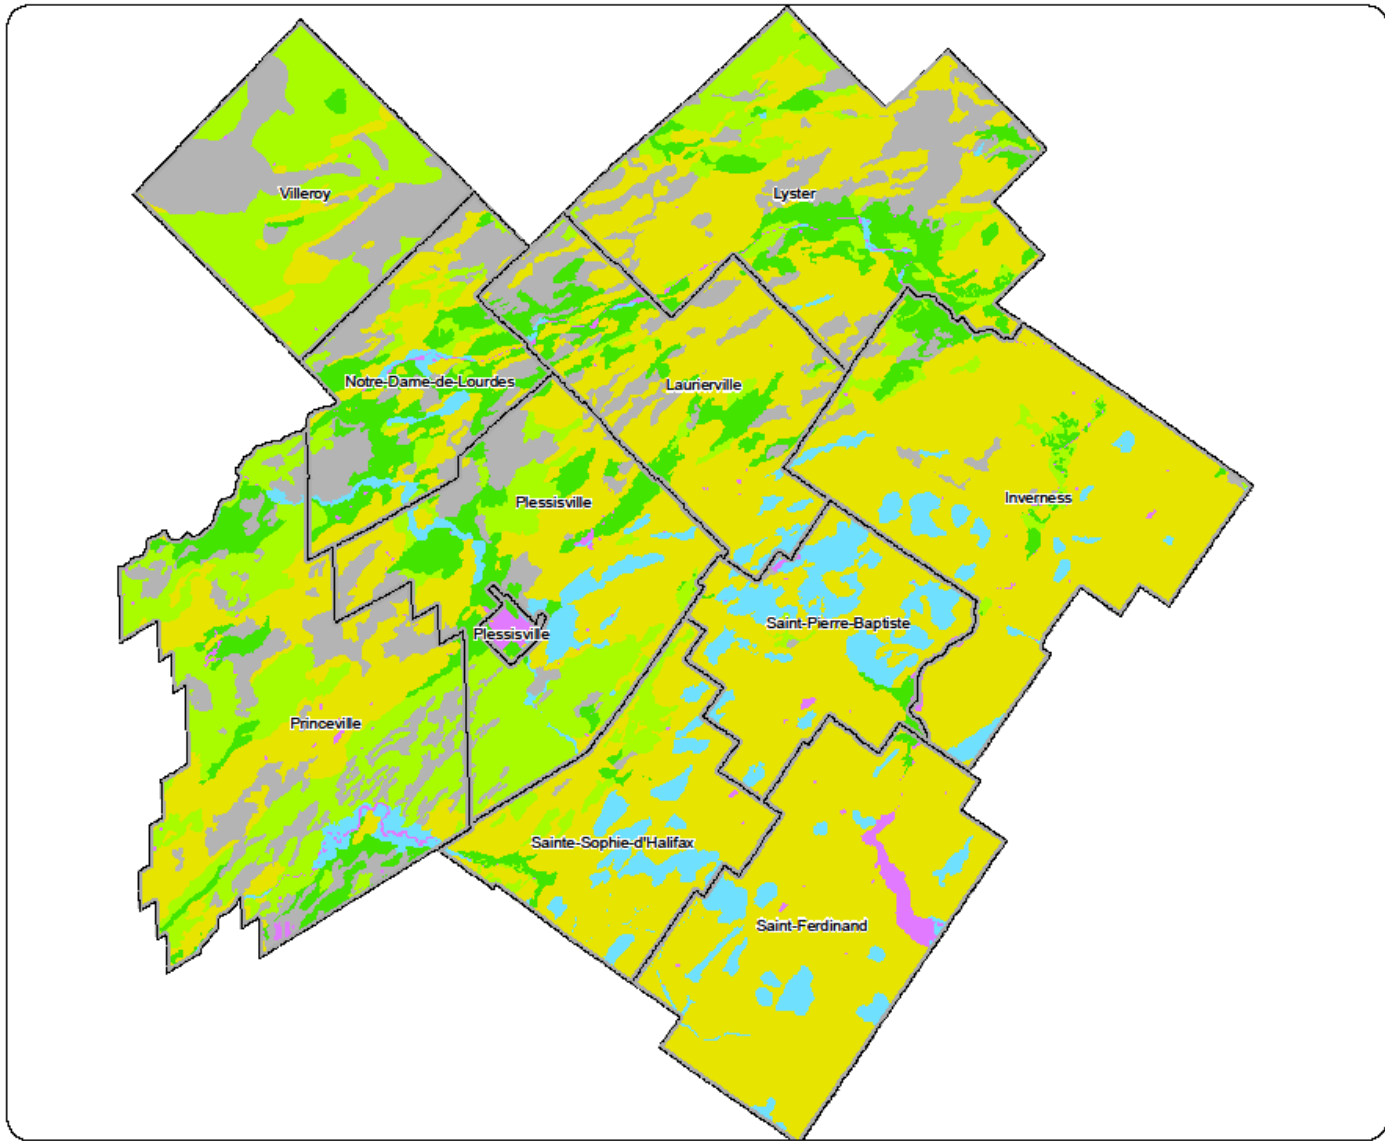 Villeroy
Lyster
Notre-Dame-de-Lourdes
Laurierville
Plessisville
Inverness
Plessisville
Saint-Pierre-Baptiste
Princeville
Sainte-Sophie-d'Halifax
Saint-Ferdinand